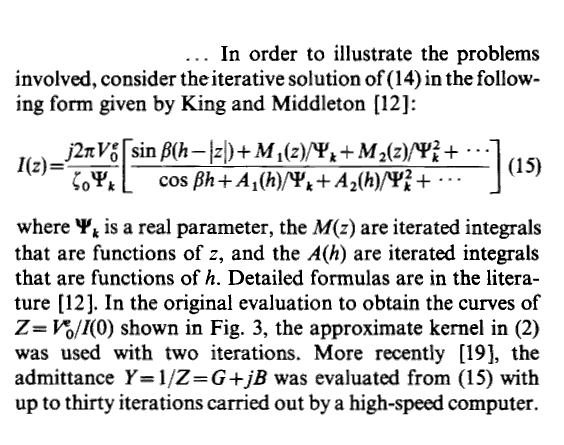 ... In order to illustrate the problems
involved, consider the iterative solution of (14) in the follow-
ing form given by King and Middleton [12]:
I(z)=\frac{j2\pi V_0^e}{\zeta_0\Psi_k}\left[\frac{\sin \beta(h-|z|)+M_1(z)/\Psi_k+M_2(z)/\Psi_k^2+\cdots}{\cos \beta h+A_1(h)/\Psi_k+A_2(h)/\Psi_k^2+\cdots}\right] (15)
where Ψₖ is a real parameter, the M(z) are iterated integrals
that are functions of z, and the A(h) are iterated integrals
that are functions of h. Detailed formulas are in the litera-
ture [12]. In the original evaluation to obtain the curves of
Z= V₀ᵉ/I(0) shown in Fig. 3, the approximate kernel in (2)
was used with two iterations. More recently [19], the
admittance Y=1/Z=G+jB was evaluated from (15) with
up to thirty iterations carried out by a high-speed computer.